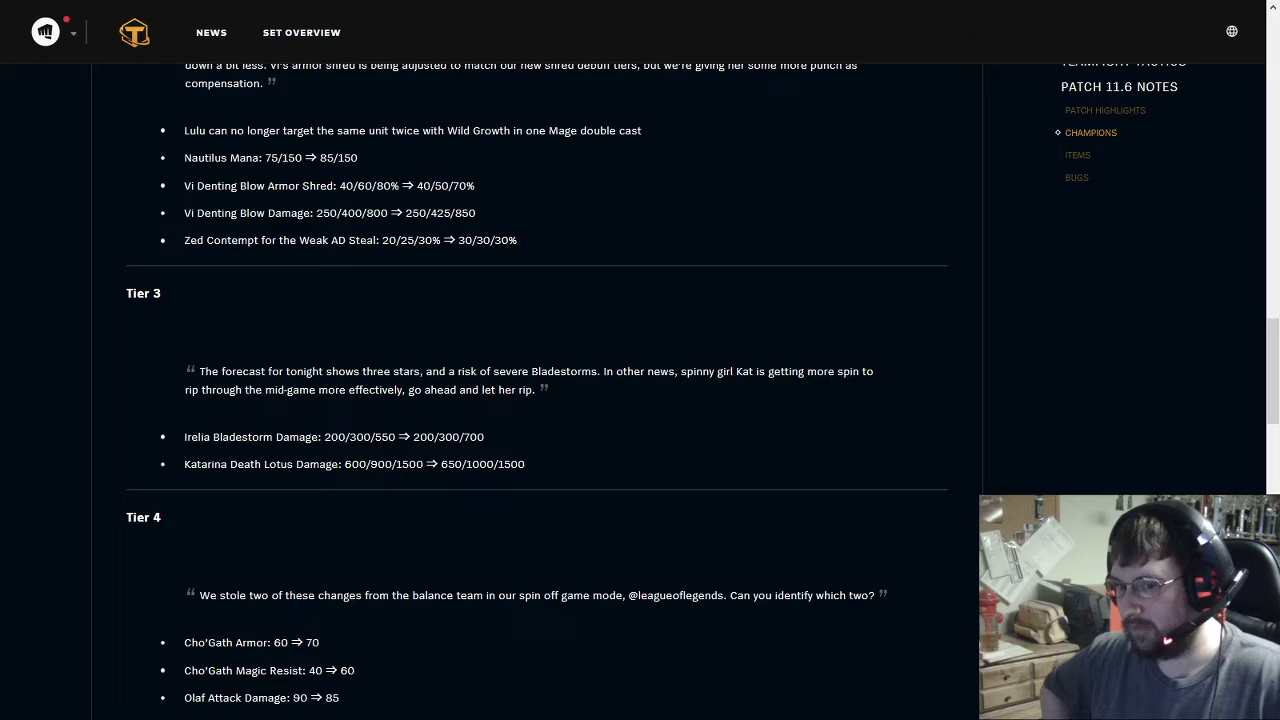 NEWS
SET OVERVIEW
down a bit less. Vi's armor shred is being adjusted to match our new shred debuff tiers, but we're giving her some more punch as
compensation. ”
• Lulu can no longer target the same unit twice with Wild Growth in one Mage double cast
• Nautilus Mana: 75/150 ⇒ 85/150
• Vi Denting Blow Armor Shred: 40/60/80% ⇒ 40/50/70%
• Vi Denting Blow Damage: 250/400/800 ⇒ 250/425/850
• Zed Contempt for the Weak AD Steal: 20/25/30% ⇒ 30/30/30%
Tier 3
“ The forecast for tonight shows three stars, and a risk of severe Bladestorms. In other news, spinny girl Kat is getting more spin to
rip through the mid-game more effectively, go ahead and let her rip. ”
• Irelia Bladestorm Damage: 200/300/550 ⇒ 200/300/700
• Katarina Death Lotus Damage: 600/900/1500 ⇒ 650/1000/1500
Tier 4
“ We stole two of these changes from the balance team in our spin off game mode, @leagueoflegends. Can you identify which two? ”
• Cho'Gath Armor: 60 ⇒ 70
• Cho'Gath Magic Resist: 40 ⇒ 60
• Olaf Attack Damage: 90 ⇒ 85
TEAMFIGHT TACTICS
PATCH 11.6 NOTES
PATCH HIGHLIGHTS
CHAMPIONS
ITEMS
BUGS